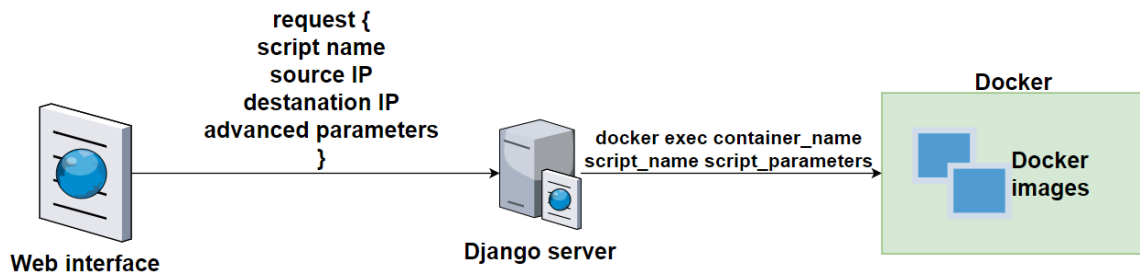 request {
script name
source IP
destanation IP
advanced parameters
}
Web interface
Django server
docker exec container_name
script_name script_parameters
Docker
Docker
images